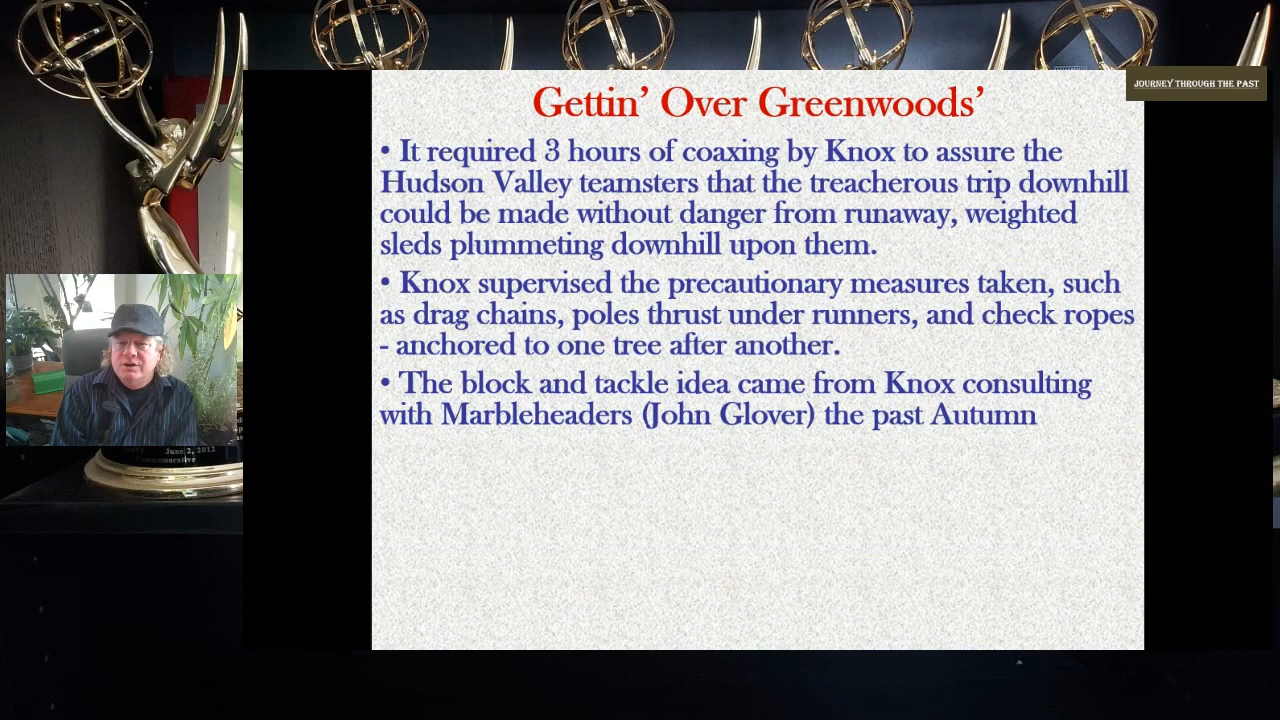 JOURNEY THROUGH THE PAST
Gettin’ Over Greenwoods’
• It required 3 hours of coaxing by Knox to assure the
Hudson Valley teamsters that the treacherous trip downhill
could be made without danger from runaway, weighted
sleds plummeting downhill upon them.
• Knox supervised the precautionary measures taken, such
as drag chains, poles thrust under runners, and check ropes
- anchored to one tree after another.
• The block and tackle idea came from Knox consulting
with Marbleheaders (John Glover) the past Autumn
June 2, 2012
Commemorative